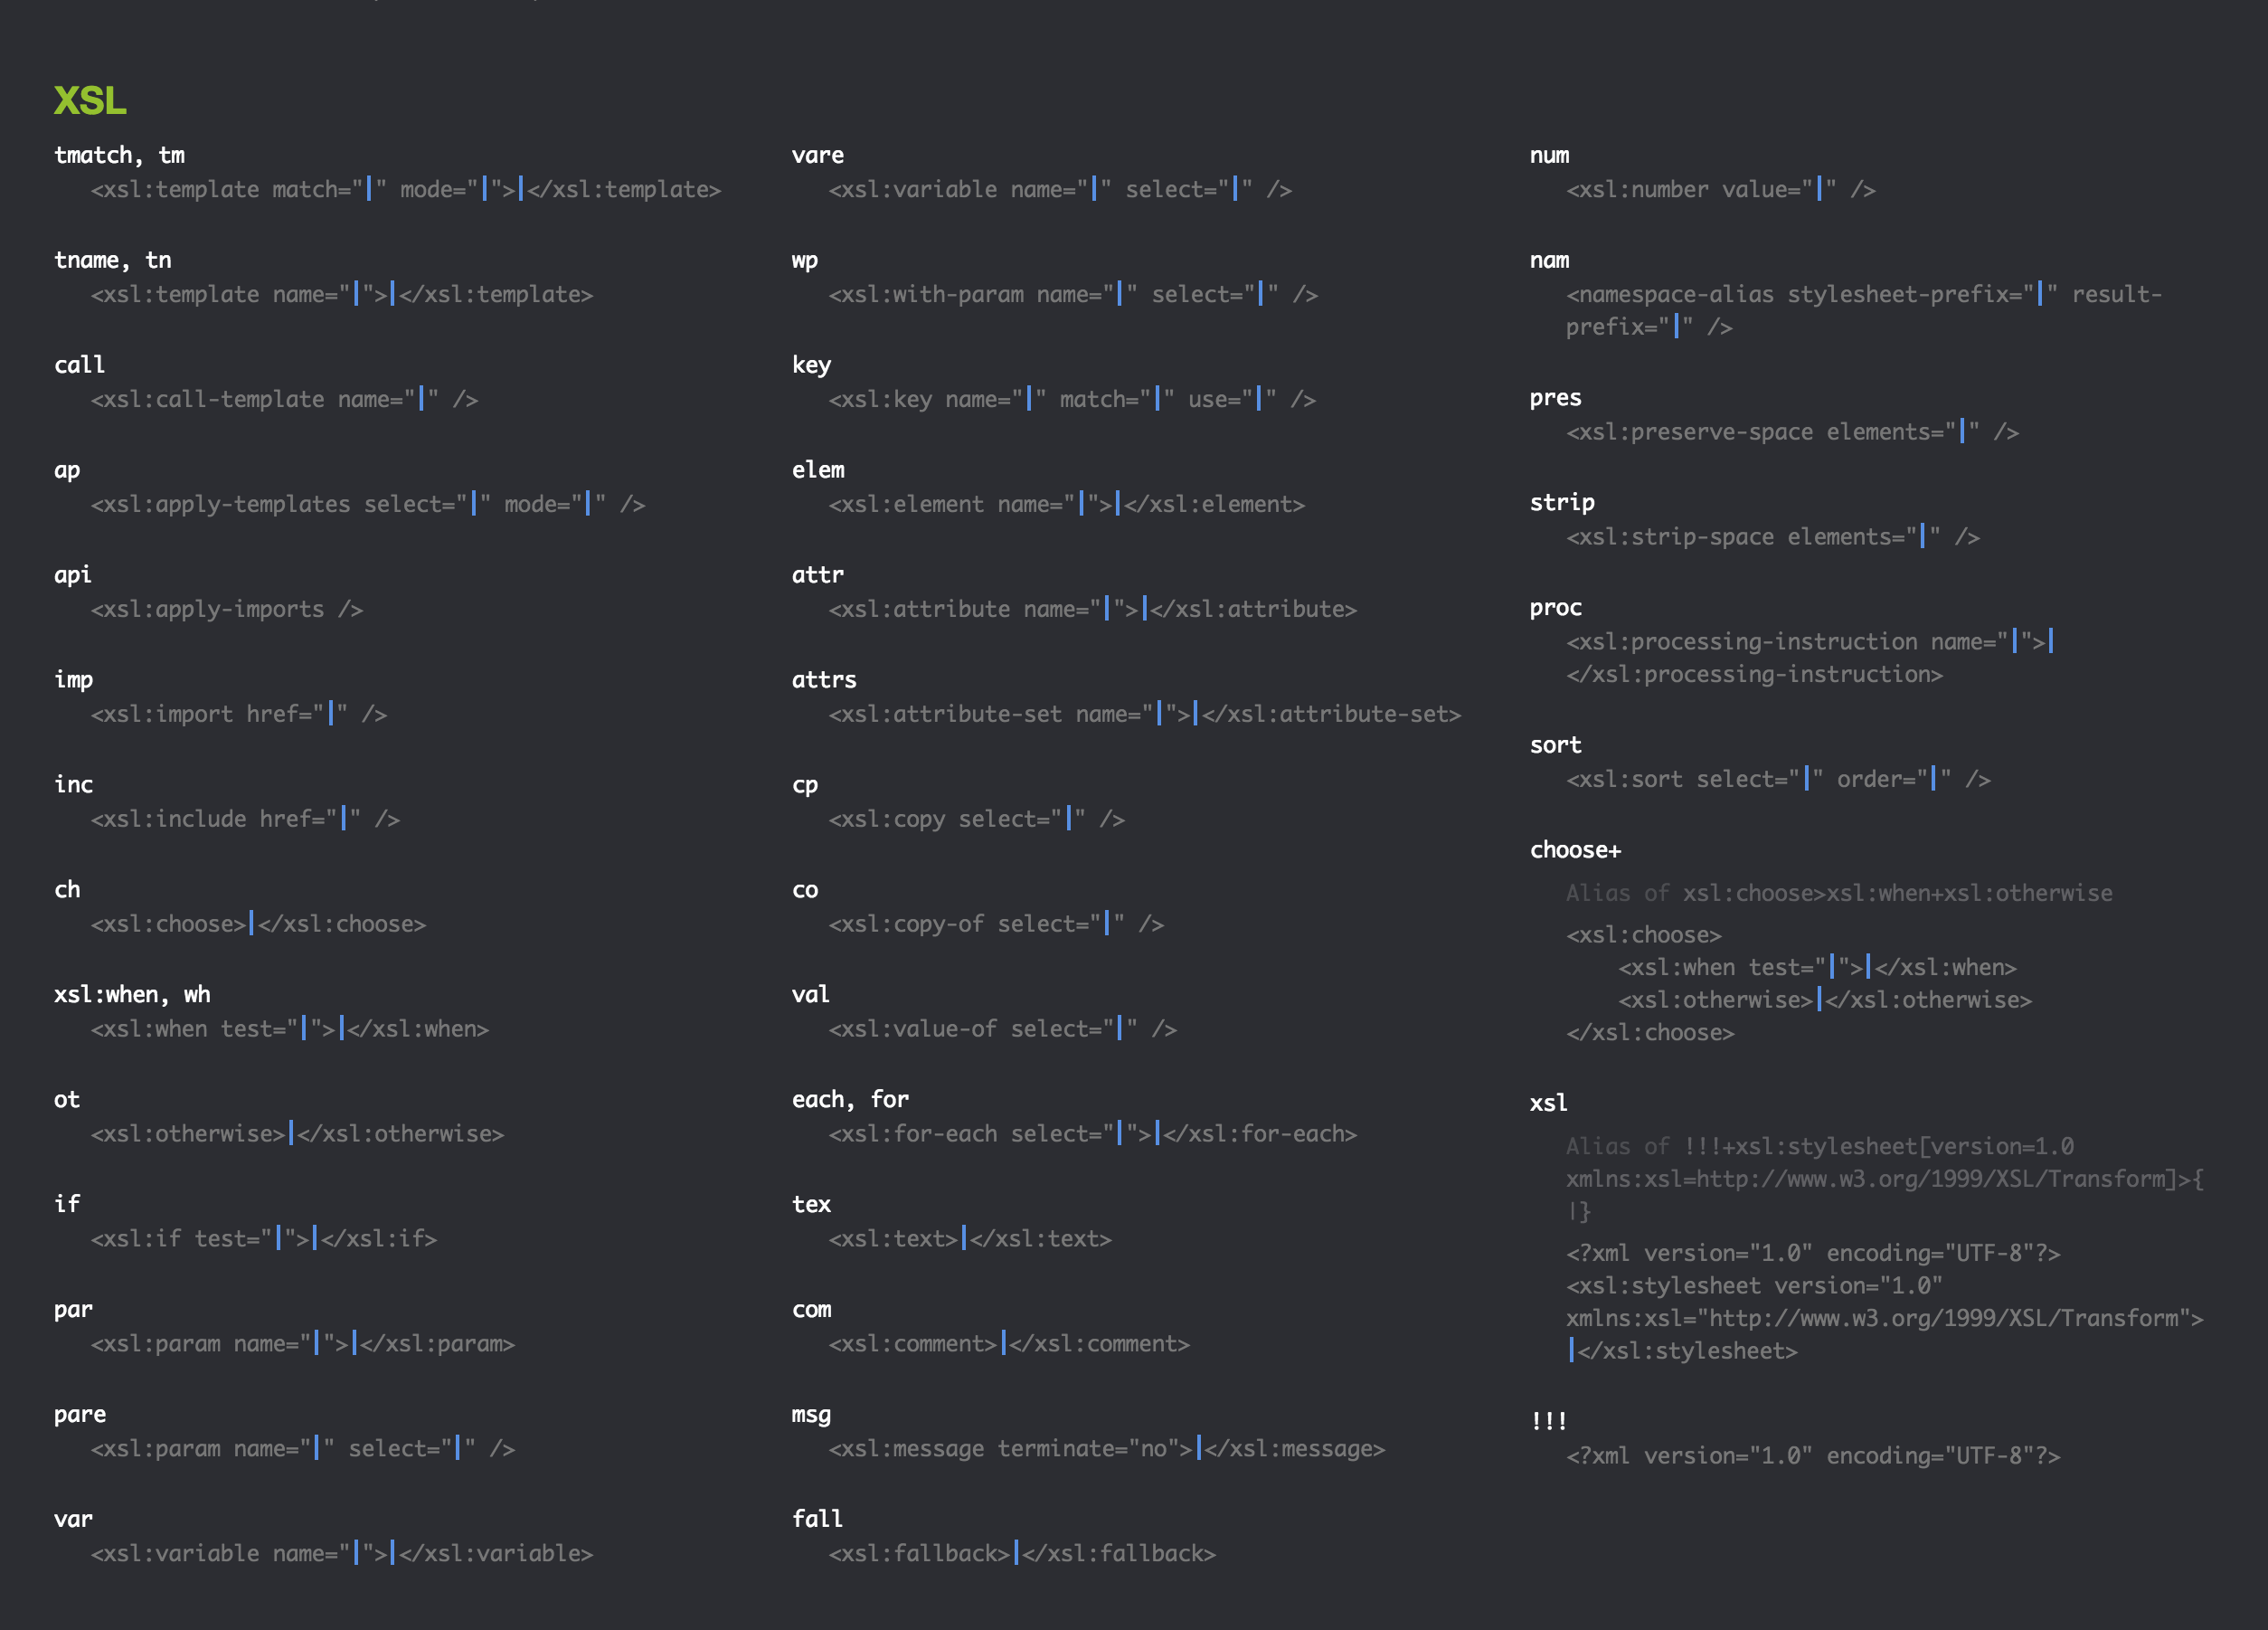 XSL
tmatch, tm
<xsl:template match="|" mode="|">|</xsl:template>
tname, tn
<xsl:template name="|">|</xsl:template>
call
<xsl:call-template name="|" />
ap
<xsl:apply-templates select="|" mode="|" />
api
<xsl:apply-imports />
imp
<xsl:import href="|" />
inc
<xsl:include href="|" />
ch
<xsl:choose>|</xsl:choose>
xsl:when, wh
<xsl:when test="|">|</xsl:when>
ot
<xsl:otherwise>|</xsl:otherwise>
if
<xsl:if test="|">|</xsl:if>
par
<xsl:param name="|">|</xsl:param>
pare
<xsl:param name="|" select="|" />
var
<xsl:variable name="|">|</xsl:variable>
vare
<xsl:variable name="|" select="|" />
wp
<xsl:with-param name="|" select="|" />
key
<xsl:key name="|" match="|" use="|" />
elem
<xsl:element name="|">|</xsl:element>
attr
<xsl:attribute name="|">|</xsl:attribute>
attrs
<xsl:attribute-set name="|">|</xsl:attribute-set>
cp
<xsl:copy select="|" />
co
<xsl:copy-of select="|" />
val
<xsl:value-of select="|" />
each, for
<xsl:for-each select="|">|</xsl:for-each>
tex
<xsl:text>|</xsl:text>
com
<xsl:comment>|</xsl:comment>
msg
<xsl:message terminate="no">|</xsl:message>
fall
<xsl:fallback>|</xsl:fallback>
num
<xsl:number value="|" />
nam
<namespace-alias stylesheet-prefix="|" result-
prefix="|" />
pres
<xsl:preserve-space elements="|" />
strip
<xsl:strip-space elements="|" />
proc
<xsl:processing-instruction name="|">|
</xsl:processing-instruction>
sort
<xsl:sort select="|" order="|" />
choose+
Alias of xsl:choose>xsl:when+xsl:otherwise
<xsl:choose>
<xsl:when test="|">|</xsl:when>
<xsl:otherwise>|</xsl:otherwise>
</xsl:choose>
xsl
Alias of !!!+xsl:stylesheet[version=1.0
xmlns:xsl=http://www.w3.org/1999/XSL/Transform]>{
|}
<?xml version="1.0" encoding="UTF-8"?>
<xsl:stylesheet version="1.0"
xmlns:xsl="http://www.w3.org/1999/XSL/Transform">
|</xsl:stylesheet>
!!!
<?xml version="1.0" encoding="UTF-8"?>